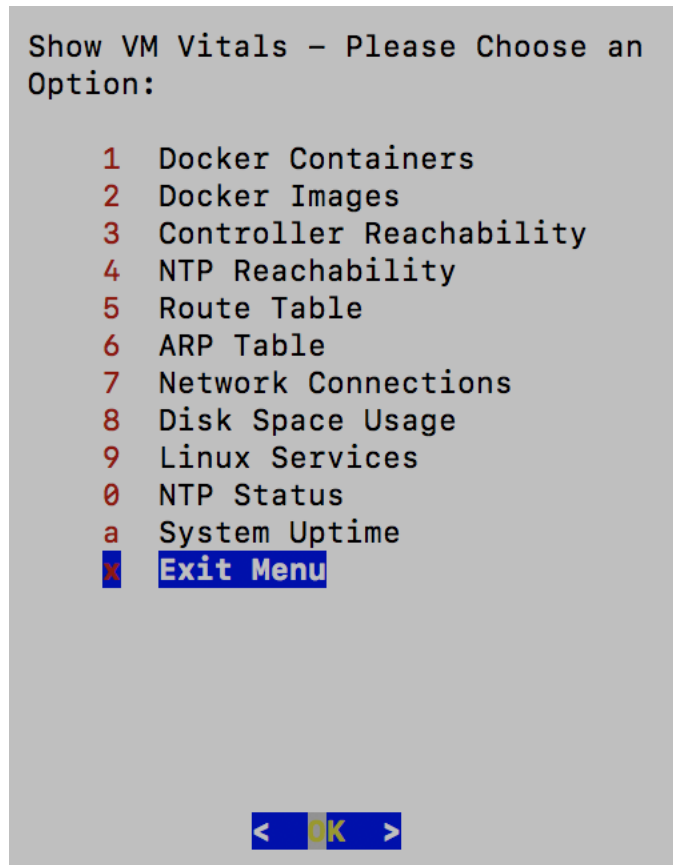 Show VM Vitals – Please Choose an
Option:
1 Docker Containers
2 Docker Images
3 Controller Reachability
4 NTP Reachability
5 Route Table
6 ARP Table
7 Network Connections
8 Disk Space Usage
9 Linux Services
0 NTP Status
a System Uptime
x Exit Menu
< OK >